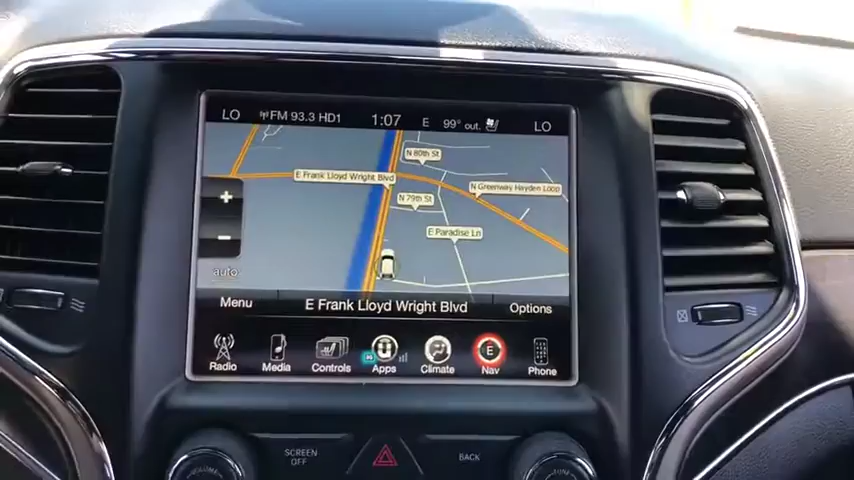 LO FM 93.3 HD1 1:07 E 99° out. LO
N 80th St
E Frank Lloyd Wright Blvd
N Greenway Hayden Loop
N 79th St
E Paradise Ln
auto
Menu E Frank Lloyd Wright Blvd Options
E
Radio Media Controls Apps Climate Nav Phone
SCREEN
OFF
BACK